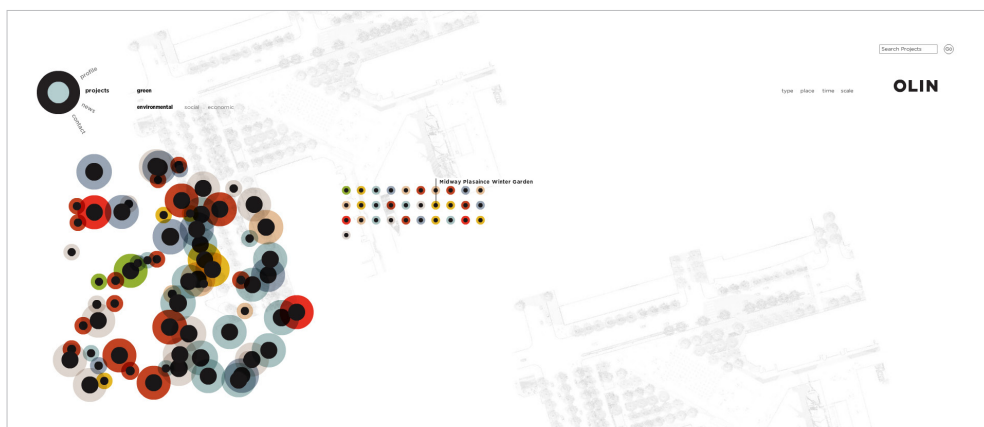 Search Projects
Go
profile
projects
green
news
contact
environmental
social
economic
type
place
time
scale
OLIN
Midway Plasaince Winter Garden